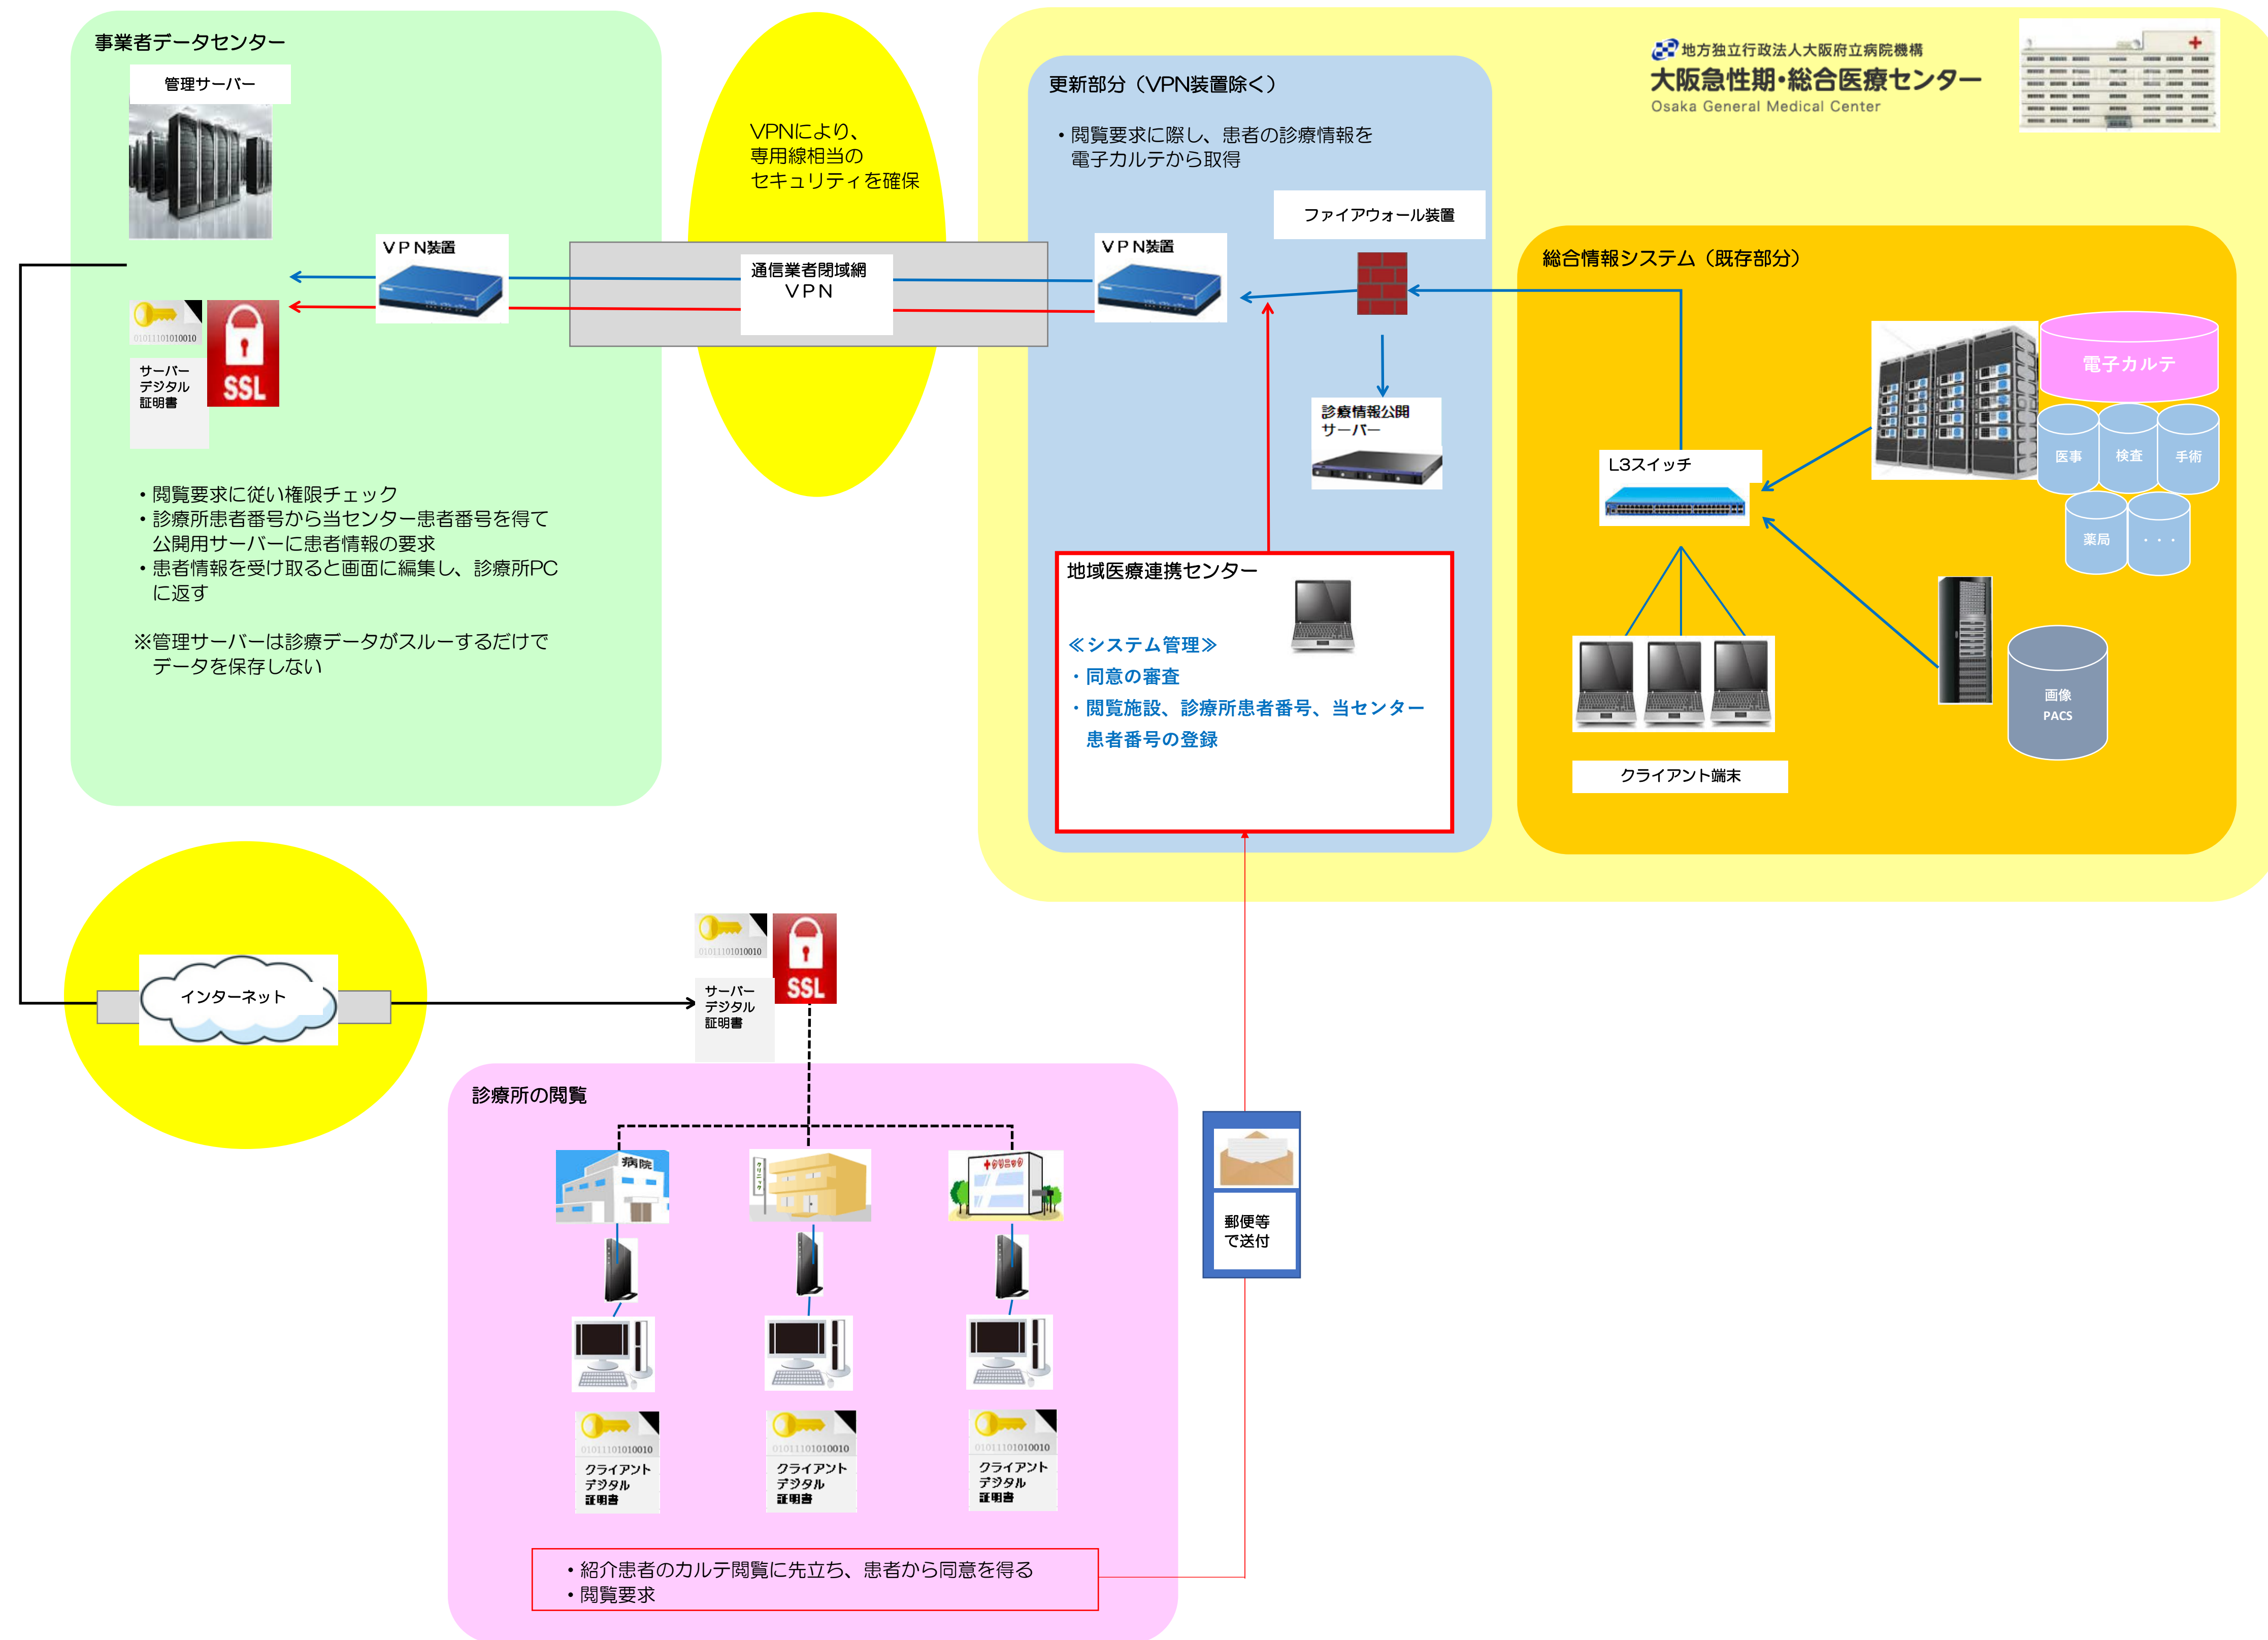 事業者データセンター
管理サーバー
ＶＰＮ装置
01011101010010
サーバー
デジタル
証明書
SSL
・閲覧要求に従い権限チェック
・診療所患者番号から当センター患者番号を得て
公開用サーバーに患者情報の要求
・患者情報を受け取ると画面に編集し、診療所PC
に返す
※管理サーバーは診療データがスルーするだけで
データを保存しない
VPNにより、
専用線相当の
セキュリティを確保
通信業者閉域網
ＶＰＮ
地方独立行政法人大阪府立病院機構
大阪急性期・総合医療センター
Osaka General Medical Center
更新部分（VPN装置除く）
・閲覧要求に際し、患者の診療情報を
電子カルテから取得
ファイアウォール装置
ＶＰＮ装置
診療情報公開
サーバー
地域医療連携センター
≪システム管理≫
・同意の審査
・閲覧施設、診療所患者番号、当センター
患者番号の登録
総合情報システム（既存部分）
電子カルテ
医事
検査
手術
薬局
・・・
L3スイッチ
画像
PACS
クライアント端末
インターネット
01011101010010
サーバー
デジタル
証明書
SSL
診療所の閲覧
病院
クリニック
クリニック
01011101010010
クライアント
デジタル
証明書
01011101010010
クライアント
デジタル
証明書
01011101010010
クライアント
デジタル
証明書
郵便等
で送付
・紹介患者のカルテ閲覧に先立ち、患者から同意を得る
・閲覧要求